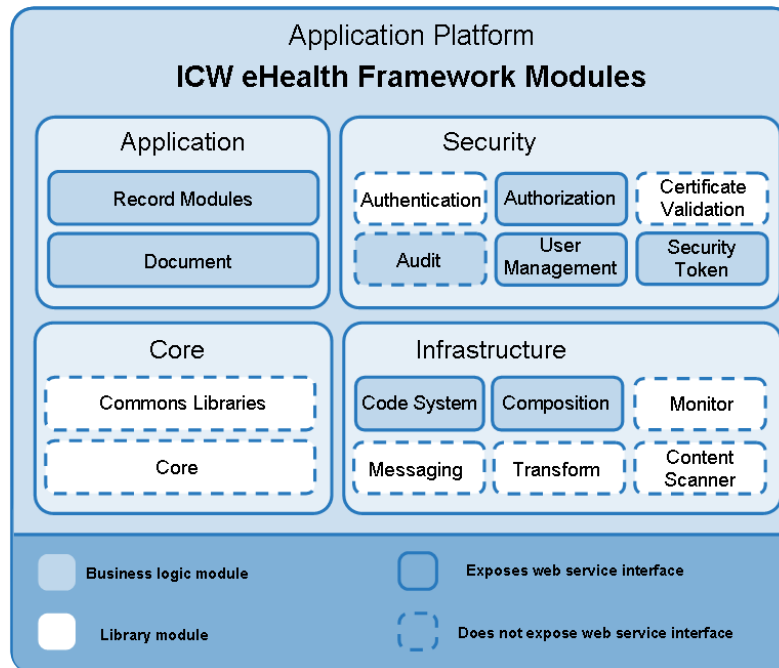 Application Platform
ICW eHealth Framework Modules
Application
Record Modules
Document
Security
Authentication
Authorization
Certificate
Validation
Audit
User
Management
Security
Token
Core
Commons Libraries
Core
Infrastructure
Code System
Composition
Monitor
Messaging
Transform
Content
Scanner
Business logic module
Exposes web service interface
Library module
Does not expose web service interface